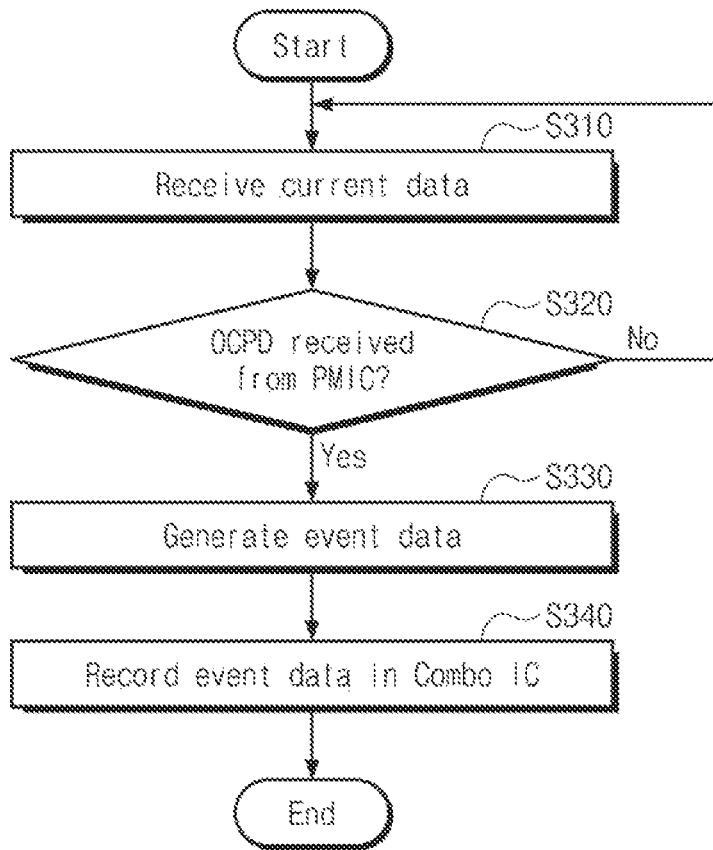 Start
S310
Receive current data
S320
OCPD received
from PMIC?
No
Yes
S330
Generate event data
S340
Record event data in Combo IC
End